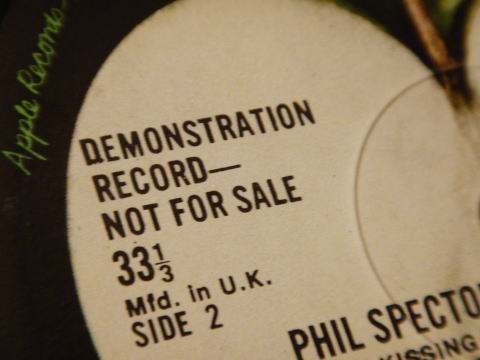 Apple Records
DEMONSTRATION
RECORD—
NOT FOR SALE
33⅓
Mfd. in U.K.
SIDE 2
PHIL SPECTO
KISSING